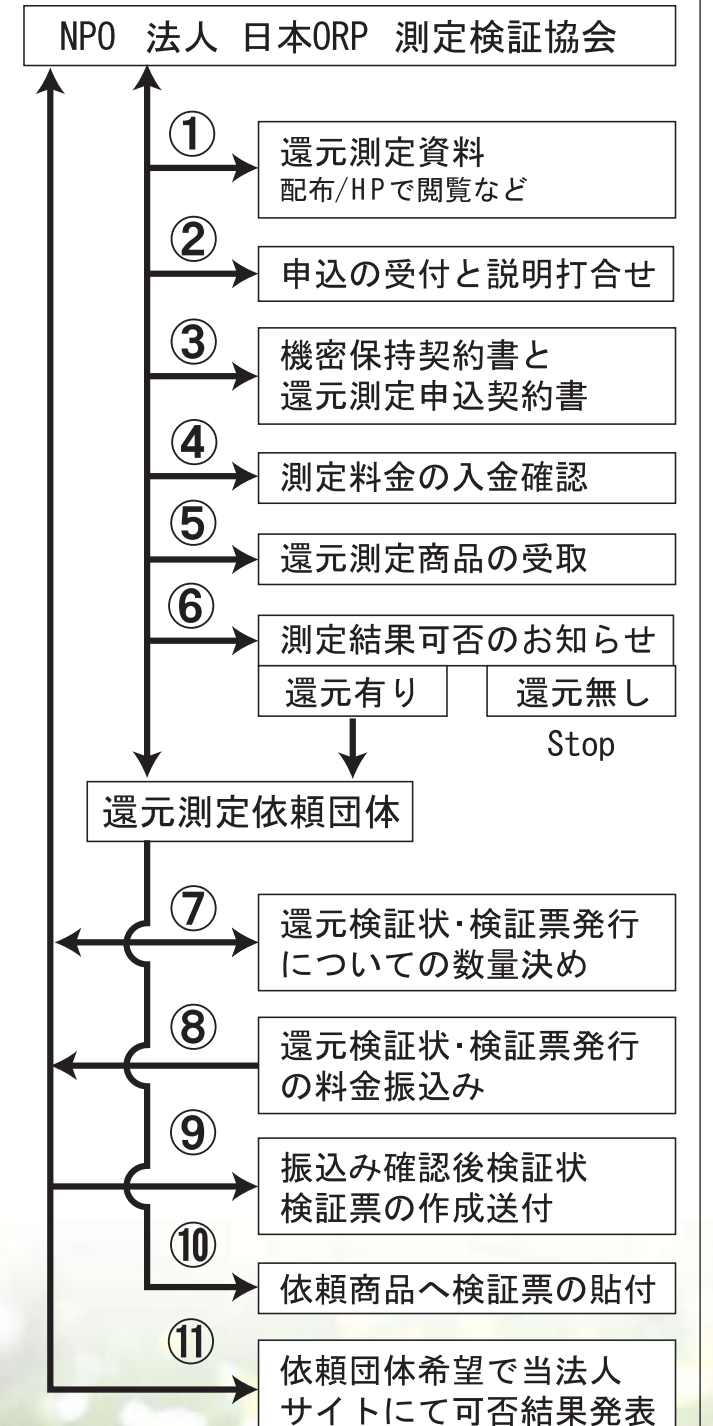 NPO 法人 日本ORP 測定検証協会
①
還元測定資料
配布/HPで閲覧など
②
申込の受付と説明打合せ
③
機密保持契約書と
還元測定申込契約書
④
測定料金の入金確認
⑤
還元測定商品の受取
⑥
測定結果可否のお知らせ
還元有り
還元無し
Stop
還元測定依頼団体
⑦
還元検証状・検証票発行
についての数量決め
⑧
還元検証状・検証票発行
の料金振込み
⑨
振込み確認後検証状
検証票の作成送付
⑩
依頼商品へ検証票の貼付
⑪
依頼団体希望で当法人
サイトにて可否結果発表